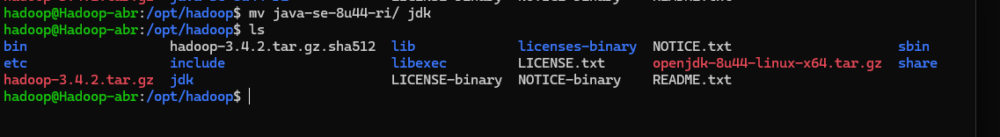 hadoop@Hadoop-abr:/opt/hadoop$ mv java-se-8u44-ri/ jdk
hadoop@Hadoop-abr:/opt/hadoop$ ls
bin hadoop-3.4.2.tar.gz.sha512 lib licenses-binary NOTICE.txt sbin
etc include libexec LICENSE.txt openjdk-8u44-linux-x64.tar.gz share
hadoop-3.4.2.tar.gz jdk LICENSE-binary NOTICE-binary README.txt
hadoop@Hadoop-abr:/opt/hadoop$